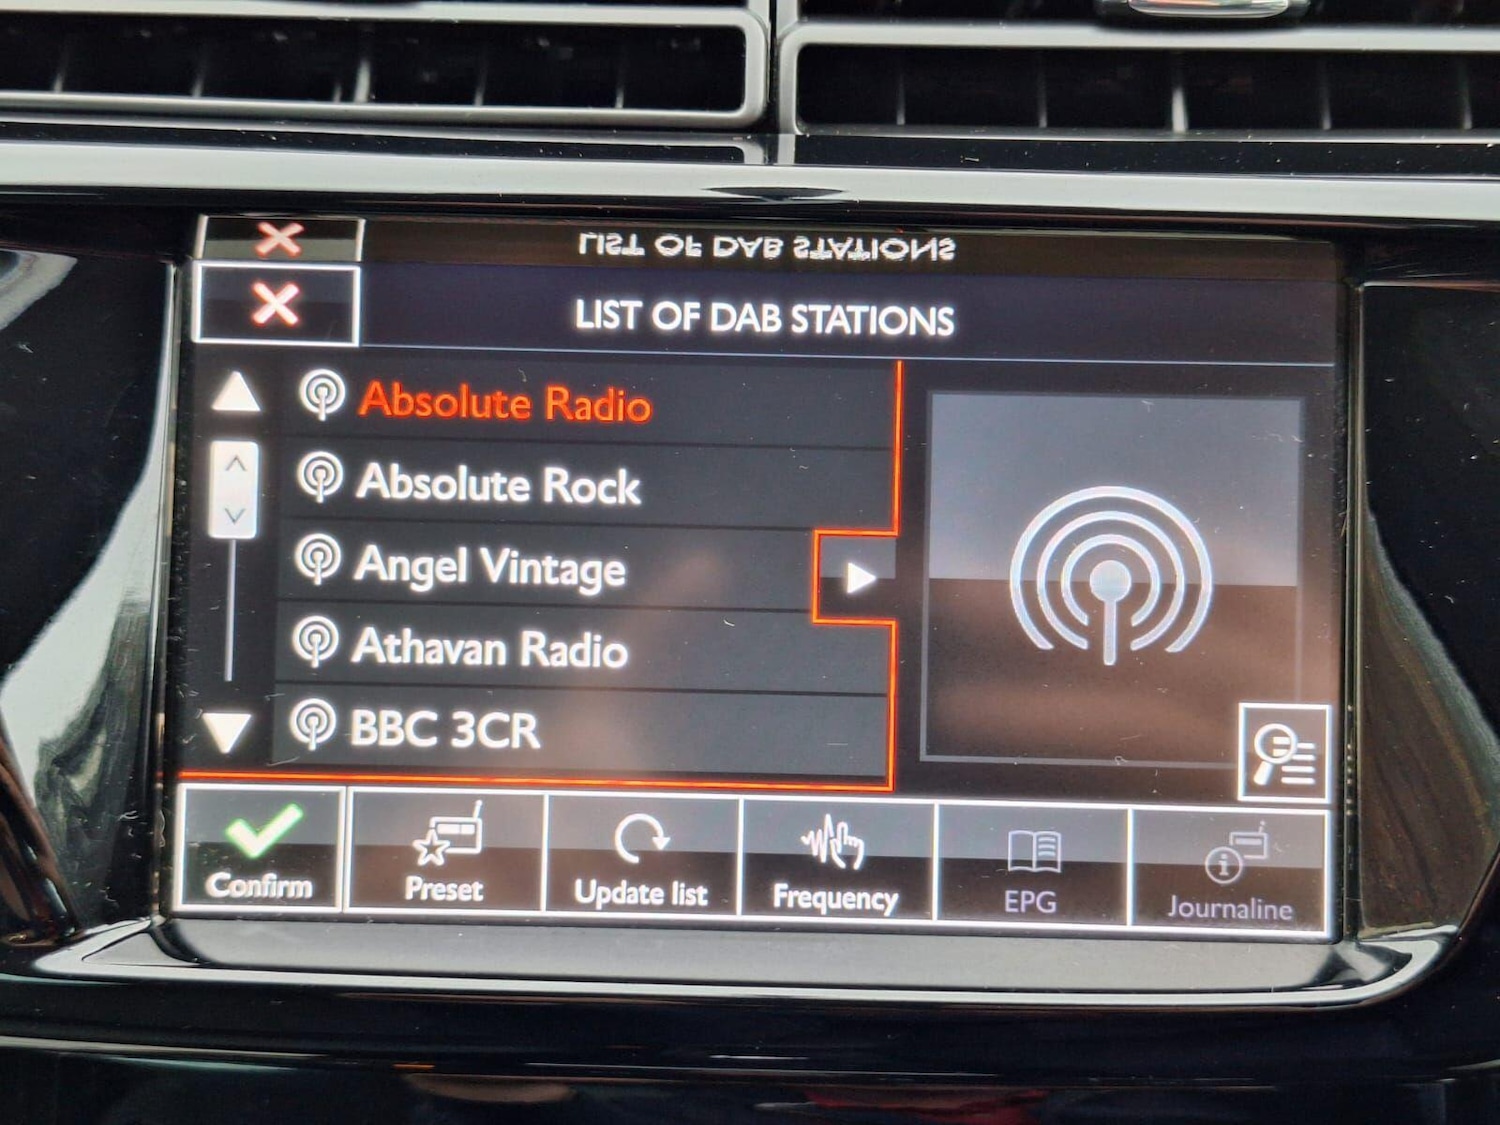 LIST OF DAB STATIONS
LIST OF DAB STATIONS
Absolute Radio
Absolute Rock
Angel Vintage
Athavan Radio
BBC 3CR
Confirm
Preset
Update list
Frequency
EPG
Journaline